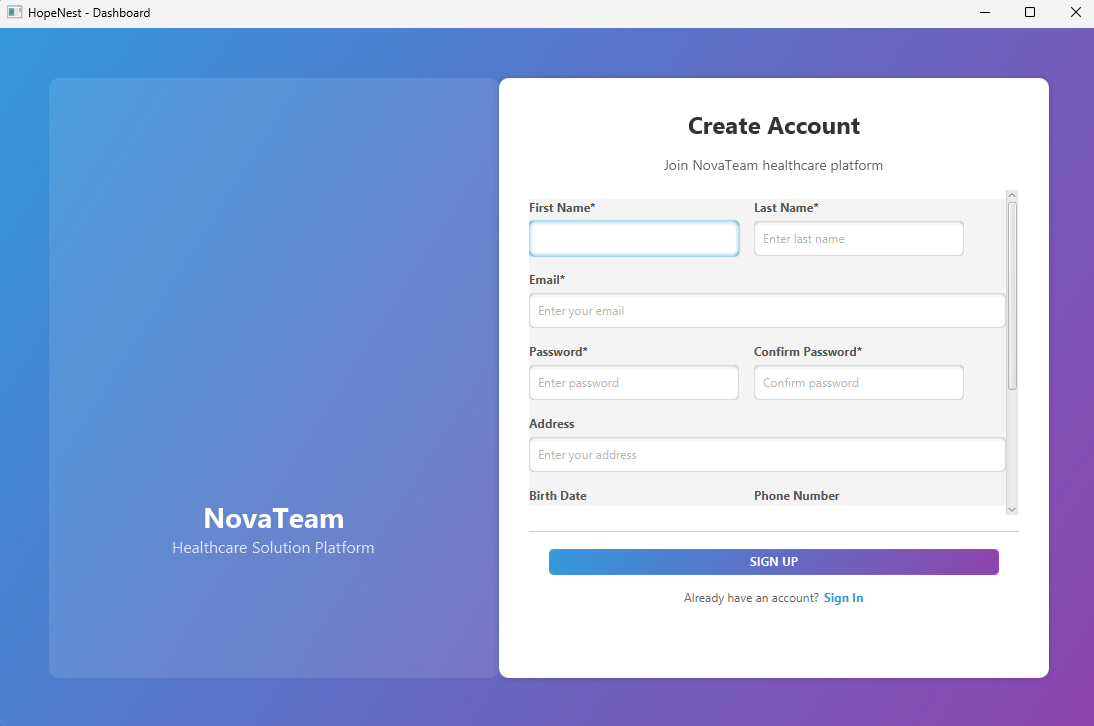 HopeNest - Dashboard
NovaTeam
Healthcare Solution Platform
Create Account
Join NovaTeam healthcare platform
First Name* Last Name*
Enter last name
Email*
Enter your email
Password* Confirm Password*
Enter password Confirm password
Address
Enter your address
Birth Date Phone Number
SIGN UP
Already have an account? Sign In